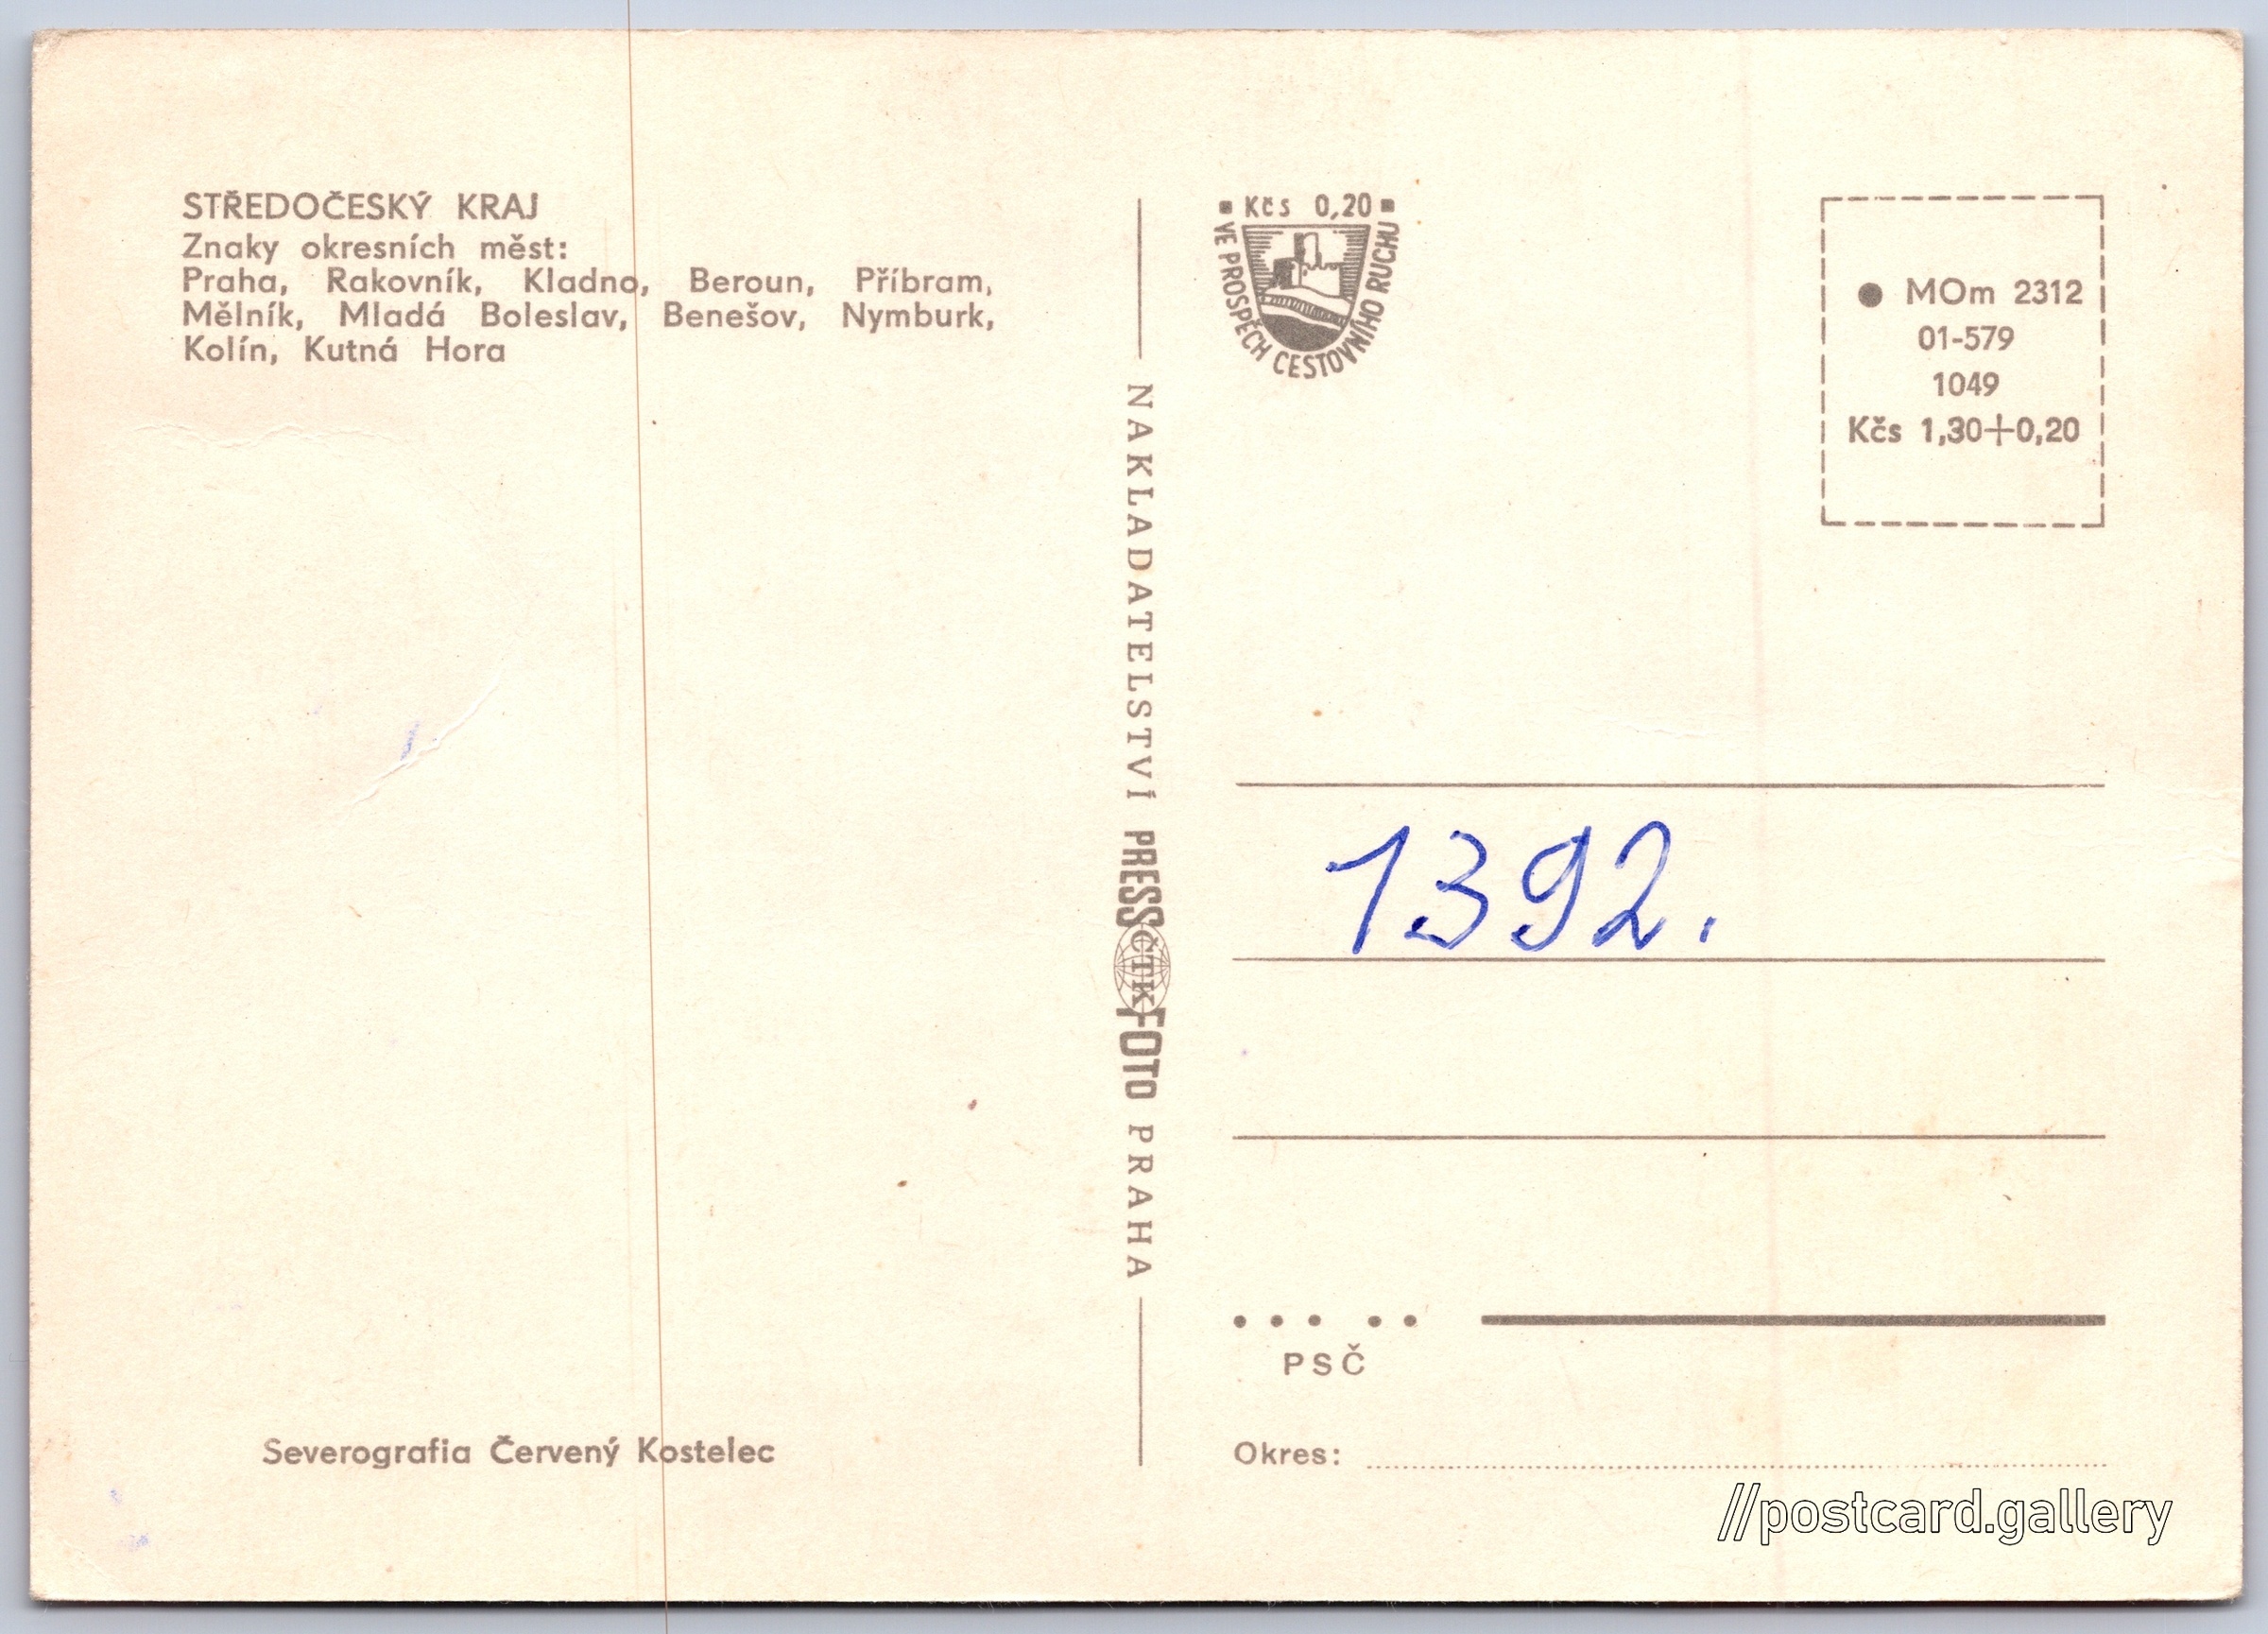 STŘEDOČESKÝ KRAJ
Znaky okresních měst:
Praha, Rakovník, Kladno, Beroun, Příbram,
Mělník, Mladá Boleslav, Benešov, Nymburk,
Kolín, Kutná Hora
Severografia Červený Kostelec
NAKLADATELSTVÍ PRESSFOTO PRAHA
ČTK
Kčs 0,20
VE PROSPĚCH CESTOVNÍHO RUCHU
● MOm 2312
01-579
1049
Kčs 1,30+0,20
1392.
PSČ
Okres:
//postcard.gallery